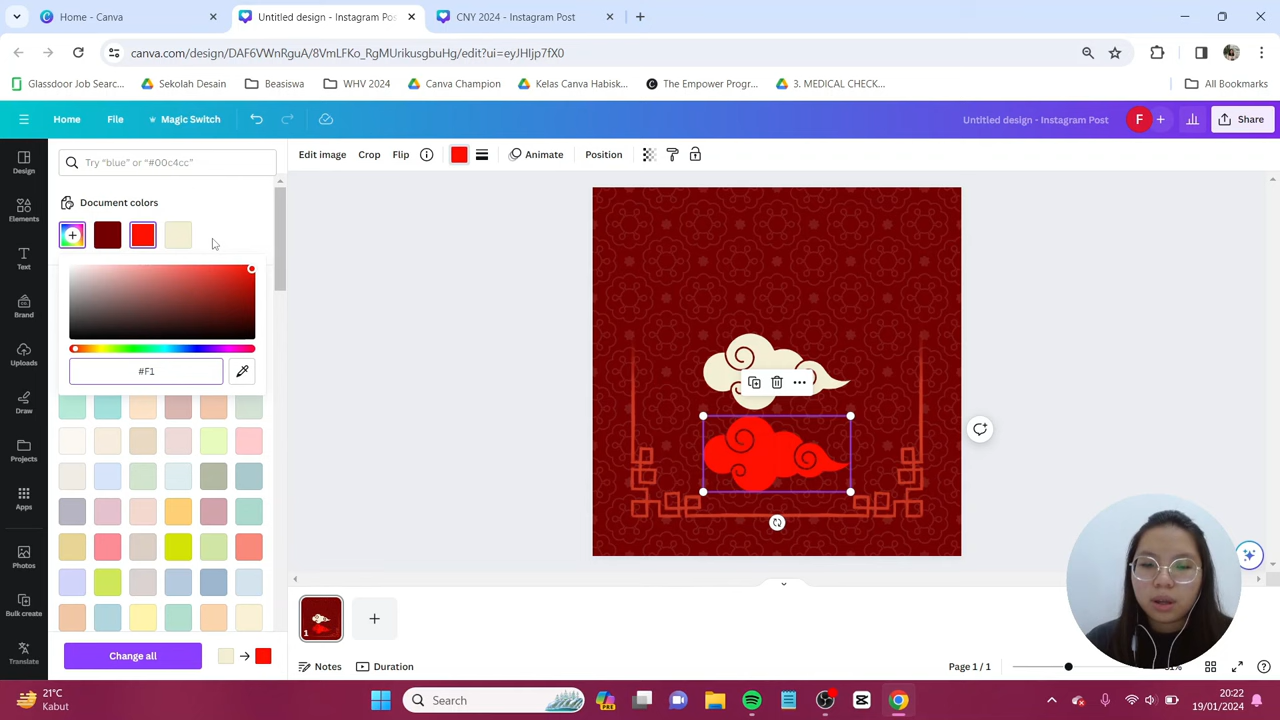 Home - Canva
Untitled design - Instagram Pos
CNY 2024 - Instagram Post
canva.com/design/DAF6VWnRguA/8VmLFKo_RgMUrikusgbuHg/edit?ui=eyJHIjp7fX0
Glassdoor Job Searc...
Sekolah Desain
Beasiswa
WHV 2024
Canva Champion
Kelas Canva Habisk...
The Empower Progr...
3. MEDICAL CHECK...
All Bookmarks
Home
File
Magic Switch
Untitled design - Instagram Post
F
Share
Design
Elements
Text
Brand
Uploads
Draw
Projects
Apps
Photos
Bulk create
Translate
Try "blue" or "#00c4cc"
Document colors
#F1
Change all
Edit image
Crop
Flip
Animate
Position
1
Notes
Duration
Page 1 / 1
21°C
Kabut
Search
PRE
20:22
19/01/2024